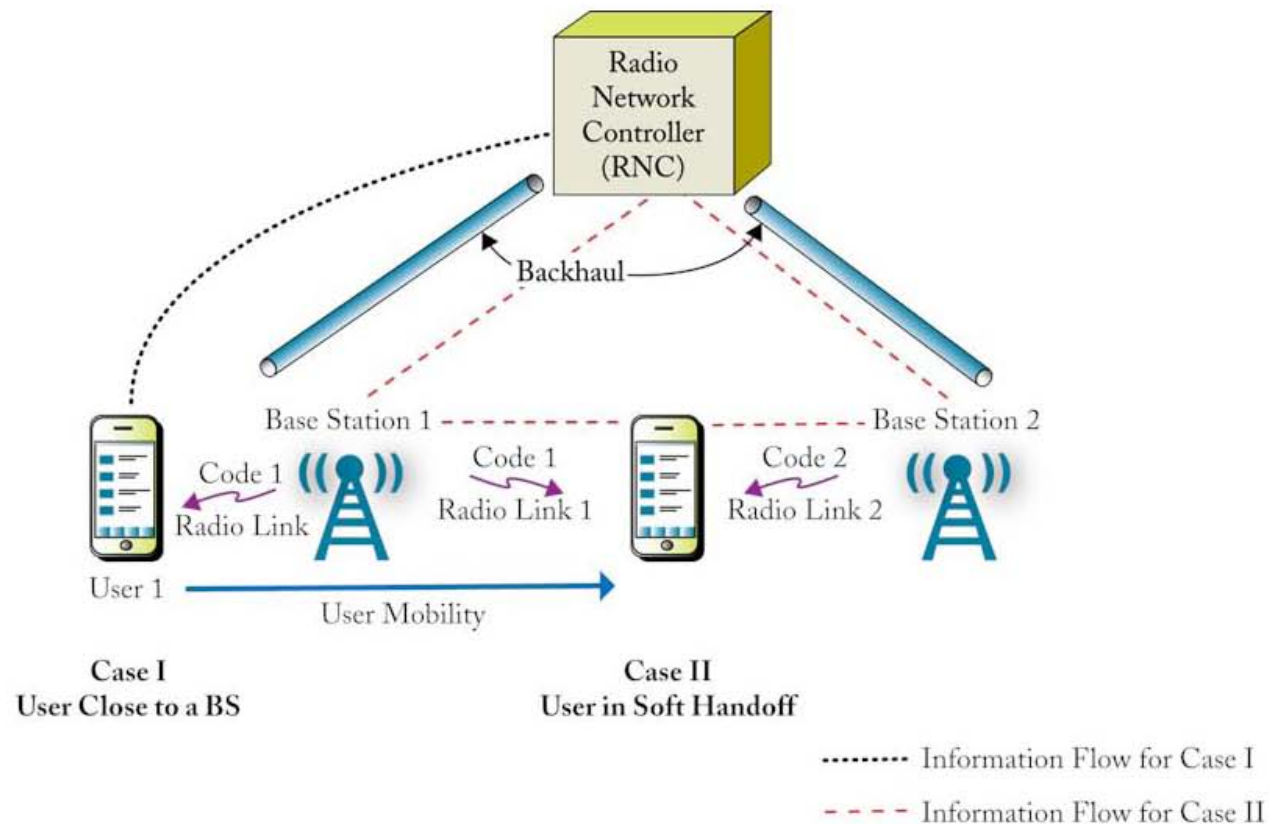 Radio
Network
Controller
(RNC)
Backhaul
Base Station 1
Base Station 2
Code 1
Radio Link
Code 1
Radio Link 1
Code 2
Radio Link 2
User 1
User Mobility
Case I
User Close to a BS
Case II
User in Soft Handoff
Information Flow for Case I
Information Flow for Case II